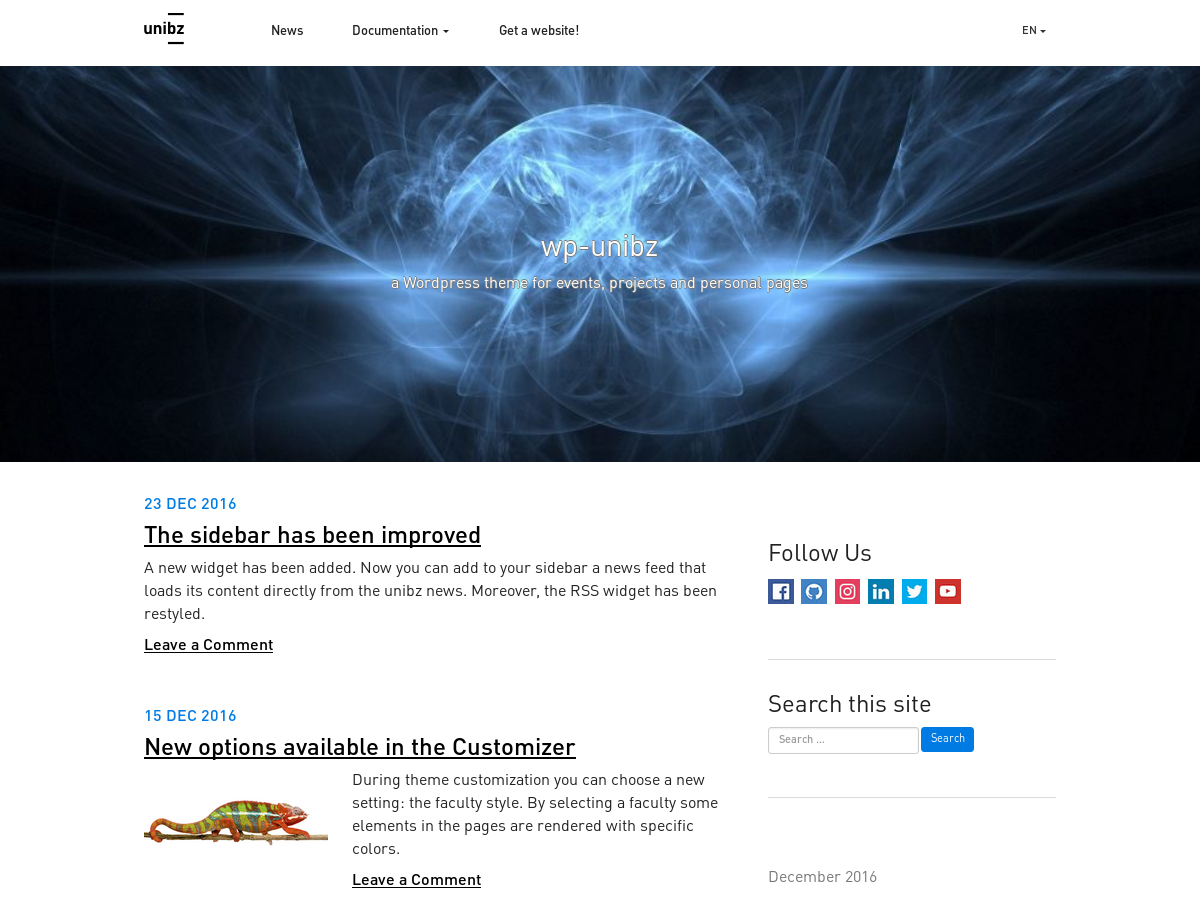 unibz
News
Documentation
Get a website!
EN
wp-unibz
a Wordpress theme for events, projects and personal pages
23 DEC 2016
The sidebar has been improved
A new widget has been added. Now you can add to your sidebar a news feed that
loads its content directly from the unibz news. Moreover, the RSS widget has been
restyled.
Leave a Comment
15 DEC 2016
New options available in the Customizer
During theme customization you can choose a new
setting: the faculty style. By selecting a faculty some
elements in the pages are rendered with specific
colors.
Leave a Comment
Follow Us
Search this site
Search ...
Search
December 2016